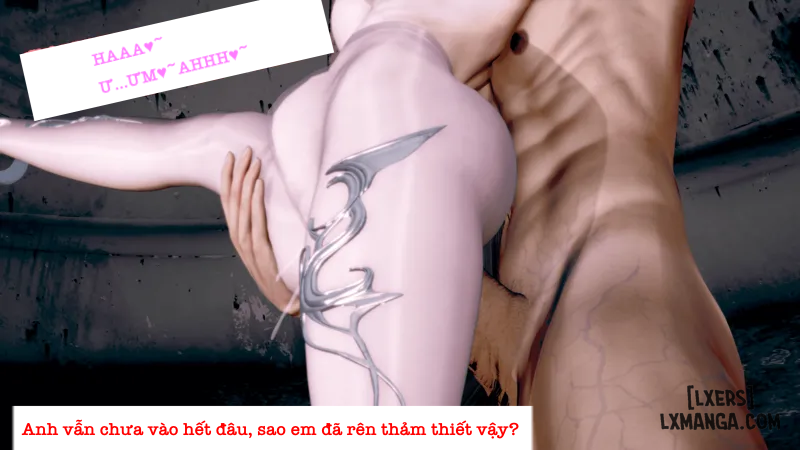 HAAA♥~
Ư...ƯM♥~AHHH♥~
Anh vẫn chưa vào hết đâu, sao em đã rên thảm thiết vậy?
[LXERS]
LXMANGA.COM